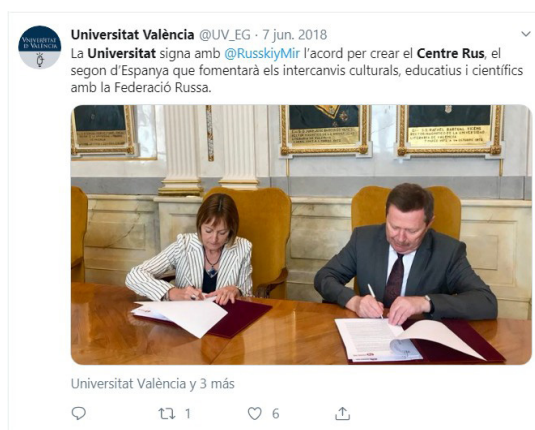 Universitat València @UV_EG · 7 jun. 2018
La Universitat signa amb @RusskiyMir l'acord per crear el Centre Rus, el
segon d'Espanya que fomentarà els intercanvis culturals, educatius i científics
amb la Federació Russa.
Universitat València y 3 más
1 6